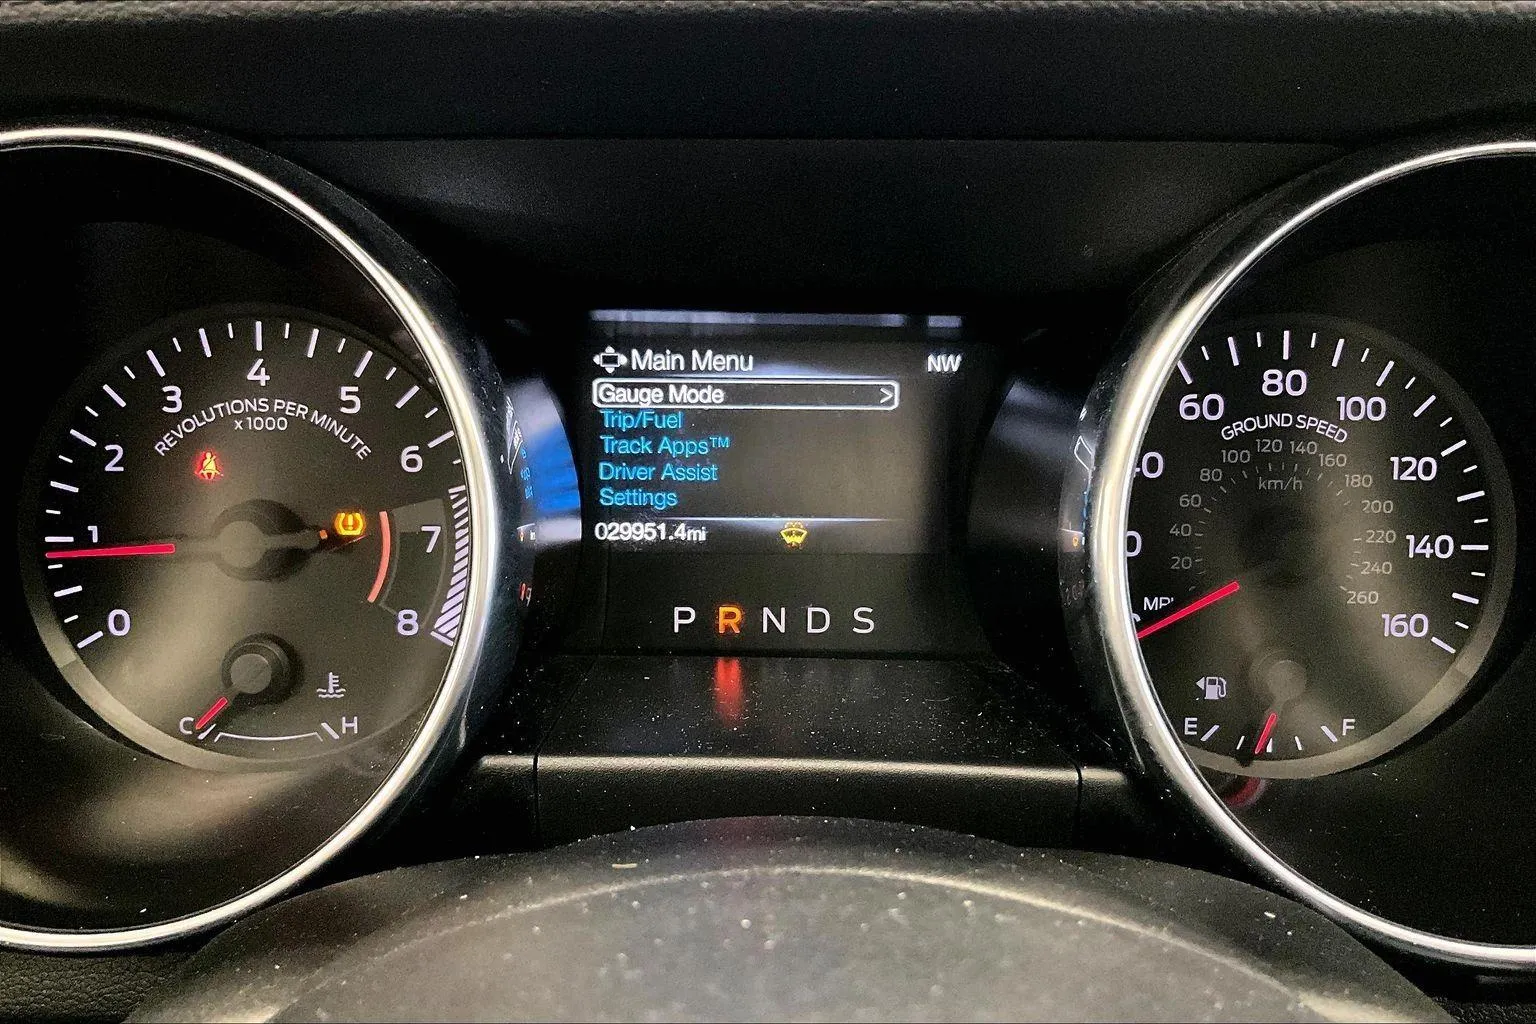 0 1 2 3 4 5 6 7 8
REVOLUTIONS PER MINUTE
x1000
C H
Main Menu NW
Gauge Mode >
Trip/Fuel
Track Apps™
Driver Assist
Settings
029951.4mi
P R N D S
60 80 100 120 140 160
GROUND SPEED
20 40 60 80 100 120 140 160 180 200 220 240 260
km/h
E F